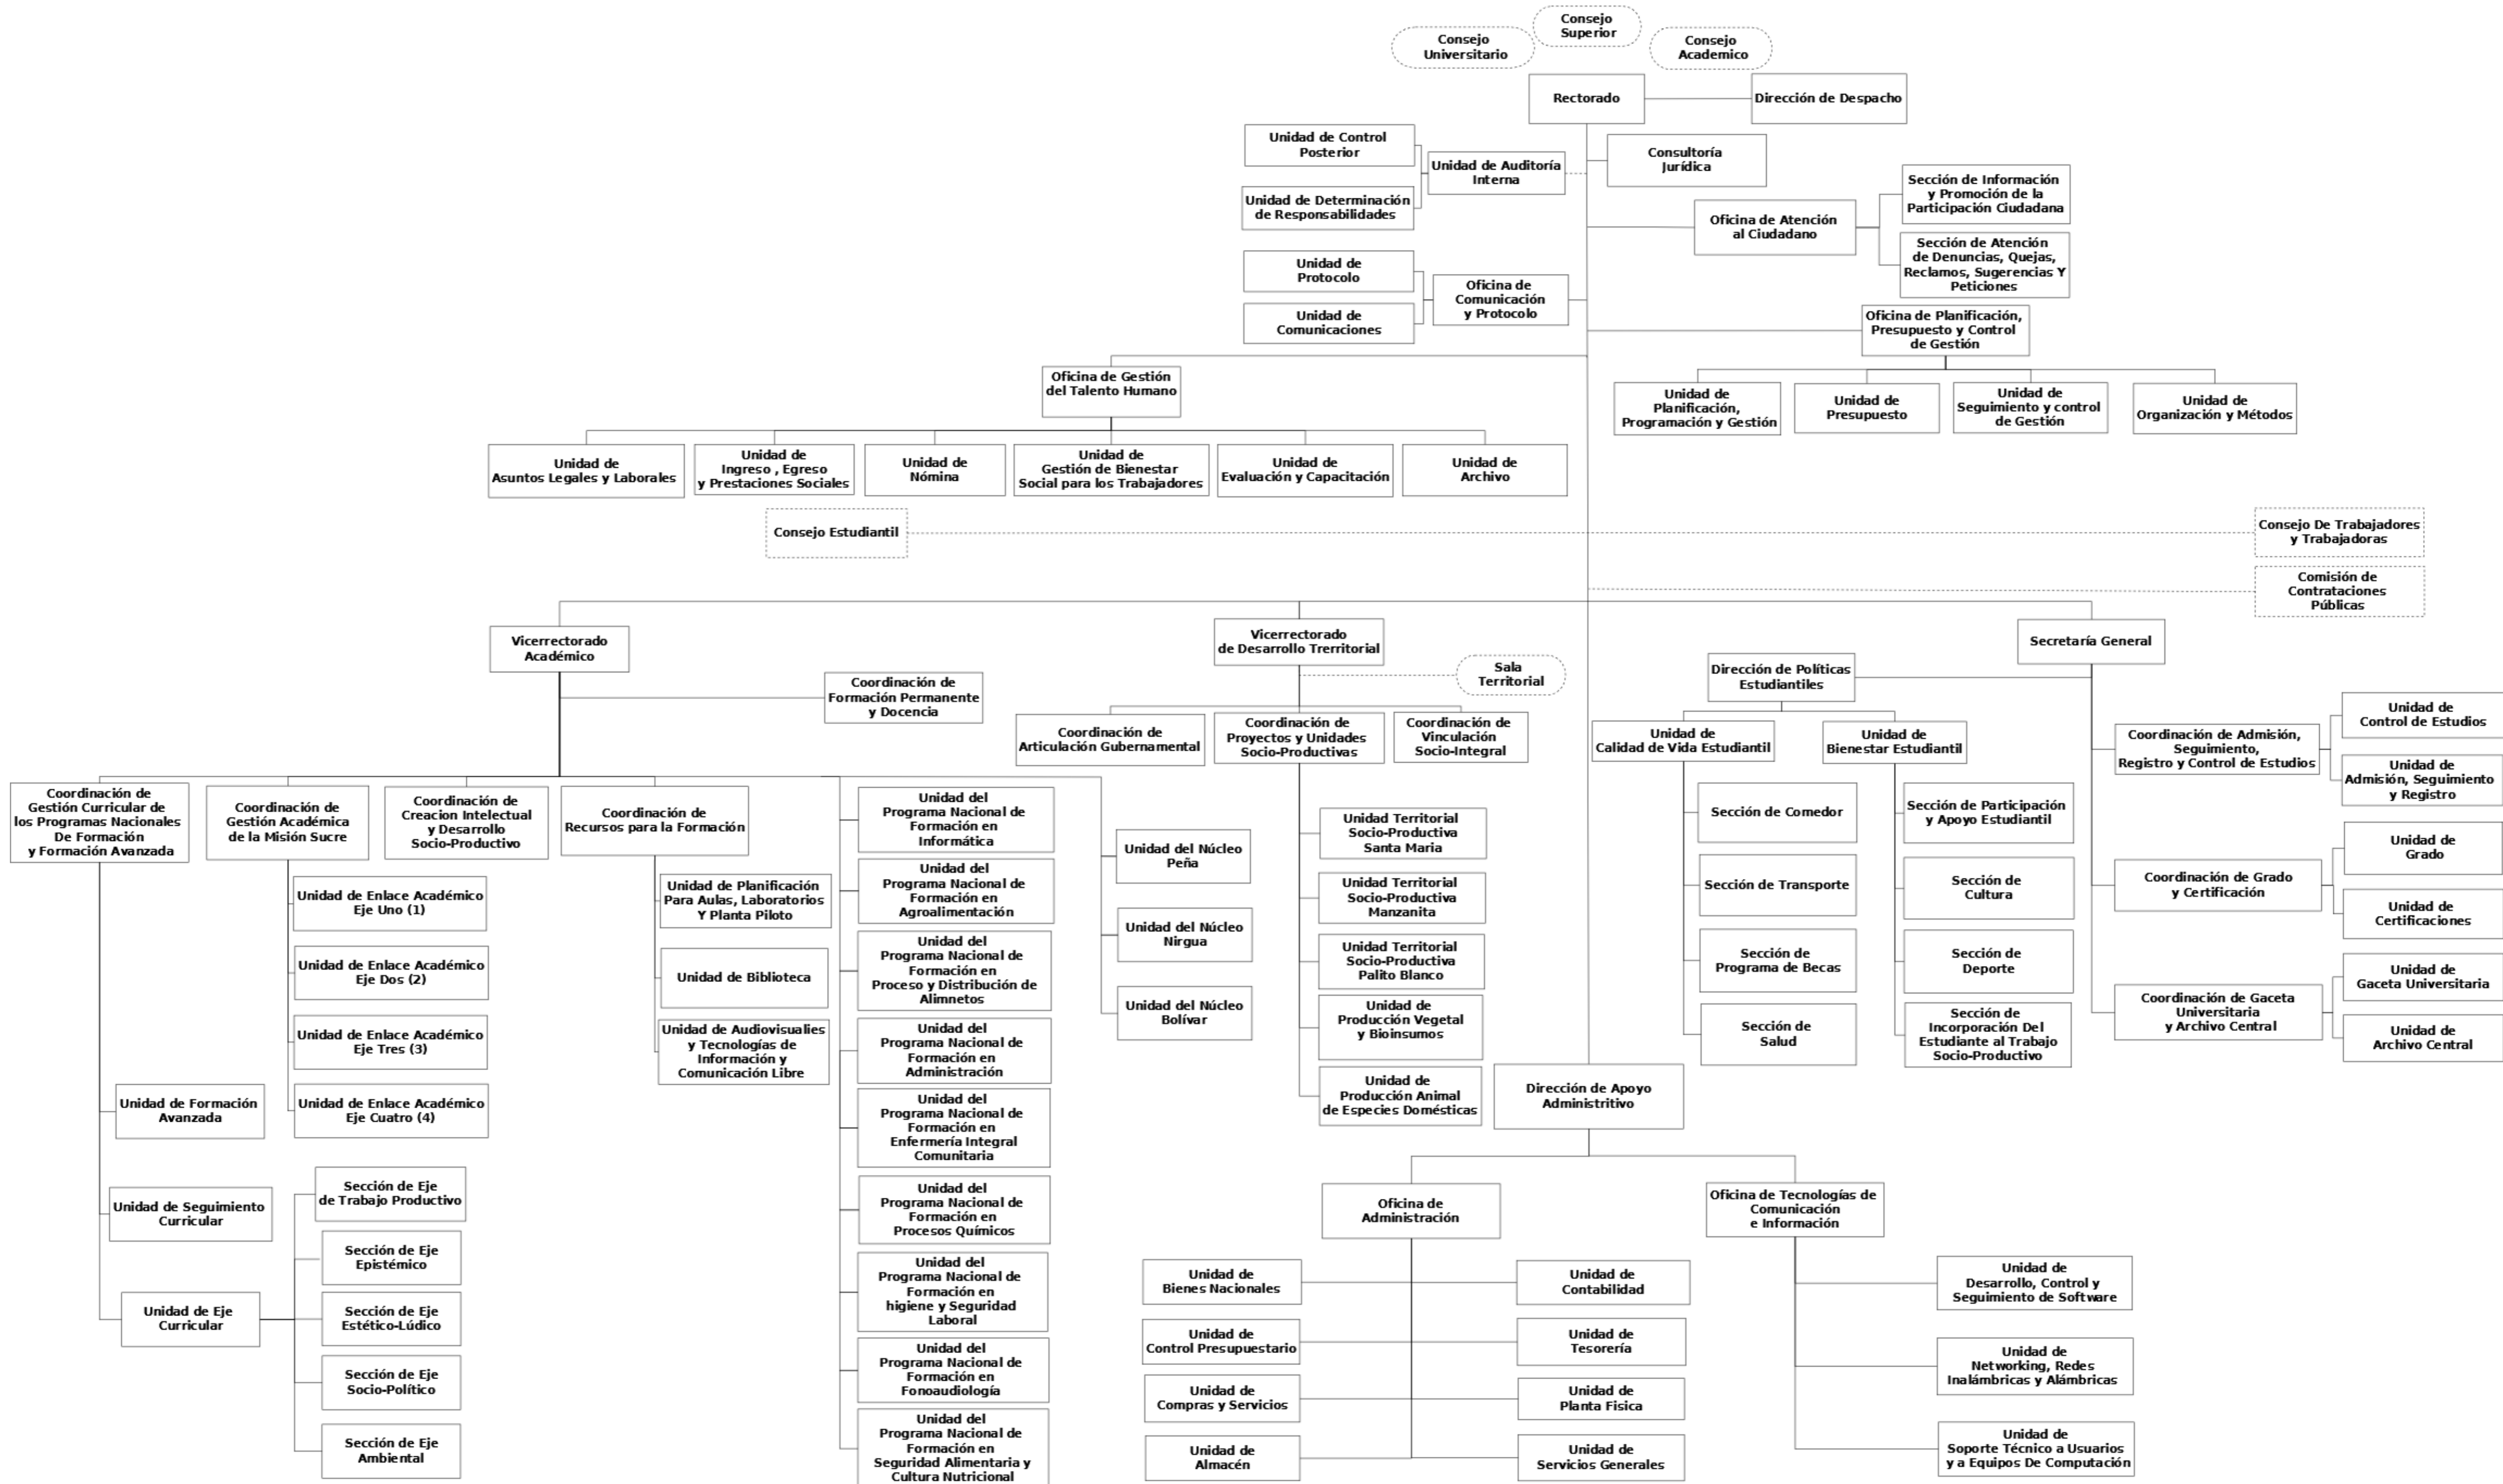 Consejo
Superior
Consejo
Universitario
Consejo
Academico
Rectorado
Dirección de Despacho
Unidad de Control
Posterior
Unidad de Auditoría
Interna
Unidad de Determinación
de Responsabilidades
Consultoría
Jurídica
Oficina de Atención
al Ciudadano
Sección de Información
y Promoción de la
Participación Ciudadana
Sección de Atención
de Denuncias, Quejas,
Reclamos, Sugerencias Y
Peticiones
Unidad de
Protocolo
Oficina de
Comunicación
y Protocolo
Unidad de
Comunicaciones
Oficina de Planificación,
Presupuesto y Control
de Gestión
Unidad de
Planificación,
Programación y Gestión
Unidad de
Presupuesto
Unidad de
Seguimiento y control
de Gestión
Unidad de
Organización y Métodos
Oficina de Gestión
del Talento Humano
Unidad de
Asuntos Legales y Laborales
Unidad de
Ingreso , Egreso
y Prestaciones Sociales
Unidad de
Nómina
Unidad de
Gestión de Bienestar
Social para los Trabajadores
Unidad de
Evaluación y Capacitación
Unidad de
Archivo
Consejo Estudiantil
Consejo De Trabajadores
y Trabajadoras
Comisión de
Contrataciones
Públicas
Vicerrectorado
Académico
Vicerrectorado
de Desarrollo Trerritorial
Secretaría General
Sala
Territorial
Coordinación de
Formación Permanente
y Docencia
Coordinación de
Articulación Gubernamental
Coordinación de
Proyectos y Unidades
Socio-Productivas
Coordinación de
Vinculación
Socio-Integral
Dirección de Políticas
Estudiantiles
Unidad de
Calidad de Vida Estudiantil
Unidad de
Bienestar Estudiantil
Coordinación de Admisión,
Seguimiento,
Registro y Control de Estudios
Unidad de
Control de Estudios
Unidad de
Admisión, Seguimiento
y Registro
Coordinación de
Gestión Curricular de
los Programas Nacionales
De Formación
y Formación Avanzada
Coordinación de
Gestión Académica
de la Misión Sucre
Coordinación de
Creacion Intelectual
y Desarrollo
Socio-Productivo
Coordinación de
Recursos para la Formación
Unidad del
Programa Nacional de
Formación en
Informática
Unidad del
Programa Nacional de
Formación en
Agroalimentación
Unidad del
Programa Nacional de
Formación en
Proceso y Distribución de
Alimnetos
Unidad del
Programa Nacional de
Formación en
Administración
Unidad del
Programa Nacional de
Formación en
Enfermería Integral
Comunitaria
Unidad del
Programa Nacional de
Formación en
Procesos Químicos
Unidad del
Programa Nacional de
Formación en
higiene y Seguridad
Laboral
Unidad del
Programa Nacional de
Formación en
Fonoaudiología
Unidad del
Programa Nacional de
Formación en
Seguridad Alimentaria y
Cultura Nutricional
Unidad del Núcleo
Peña
Unidad del Núcleo
Nirgua
Unidad del Núcleo
Bolívar
Unidad de Enlace Académico
Eje Uno (1)
Unidad de Enlace Académico
Eje Dos (2)
Unidad de Enlace Académico
Eje Tres (3)
Unidad de Enlace Académico
Eje Cuatro (4)
Unidad de Planificación
Para Aulas, Laboratorios
Y Planta Piloto
Unidad de Biblioteca
Unidad de Audiovisualies
y Tecnologías de
Información y
Comunicación Libre
Unidad Territorial
Socio-Productiva
Santa Maria
Unidad Territorial
Socio-Productiva
Manzanita
Unidad Territorial
Socio-Productiva
Palito Blanco
Unidad de
Producción Vegetal
y Bioinsumos
Unidad de
Producción Animal
de Especies Domésticas
Sección de Comedor
Sección de Transporte
Sección de
Programa de Becas
Sección de
Salud
Sección de Participación
y Apoyo Estudiantil
Sección de
Cultura
Sección de
Deporte
Sección de
Incorporación Del
Estudiante al Trabajo
Socio-Productivo
Coordinación de Grado
y Certificación
Unidad de
Grado
Unidad de
Certificaciones
Coordinación de Gaceta
Universitaria
y Archivo Central
Unidad de
Gaceta Universitaria
Unidad de
Archivo Central
Unidad de Formación
Avanzada
Unidad de Seguimiento
Curricular
Unidad de Eje
Curricular
Sección de Eje
de Trabajo Productivo
Sección de Eje
Epistémico
Sección de Eje
Estético-Lúdico
Sección de Eje
Socio-Político
Sección de Eje
Ambiental
Dirección de Apoyo
Administritivo
Oficina de
Administración
Oficina de Tecnologías de
Comunicación
e Información
Unidad de
Bienes Nacionales
Unidad de
Contabilidad
Unidad de
Control Presupuestario
Unidad de
Tesorería
Unidad de
Compras y Servicios
Unidad de
Planta Fisica
Unidad de
Almacén
Unidad de
Servicios Generales
Unidad de
Desarrollo, Control y
Seguimiento de Software
Unidad de
Networking, Redes
Inalámbricas y Alámbricas
Unidad de
Soporte Técnico a Usuarios
y a Equipos De Computación